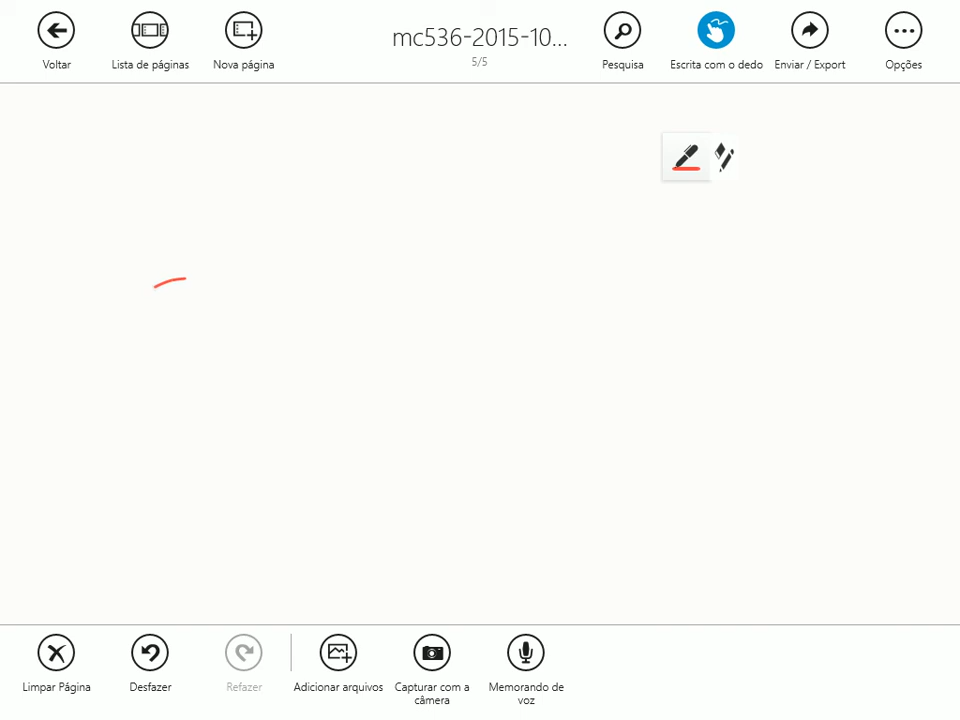 Voltar
Lista de páginas
Nova página
mc536-2015-10...
5/5
Pesquisa
Escrita com o dedo
Enviar / Export
Opções
Limpar Página
Desfazer
Refazer
Adicionar arquivos
Capturar com a
câmera
Memorando de
voz